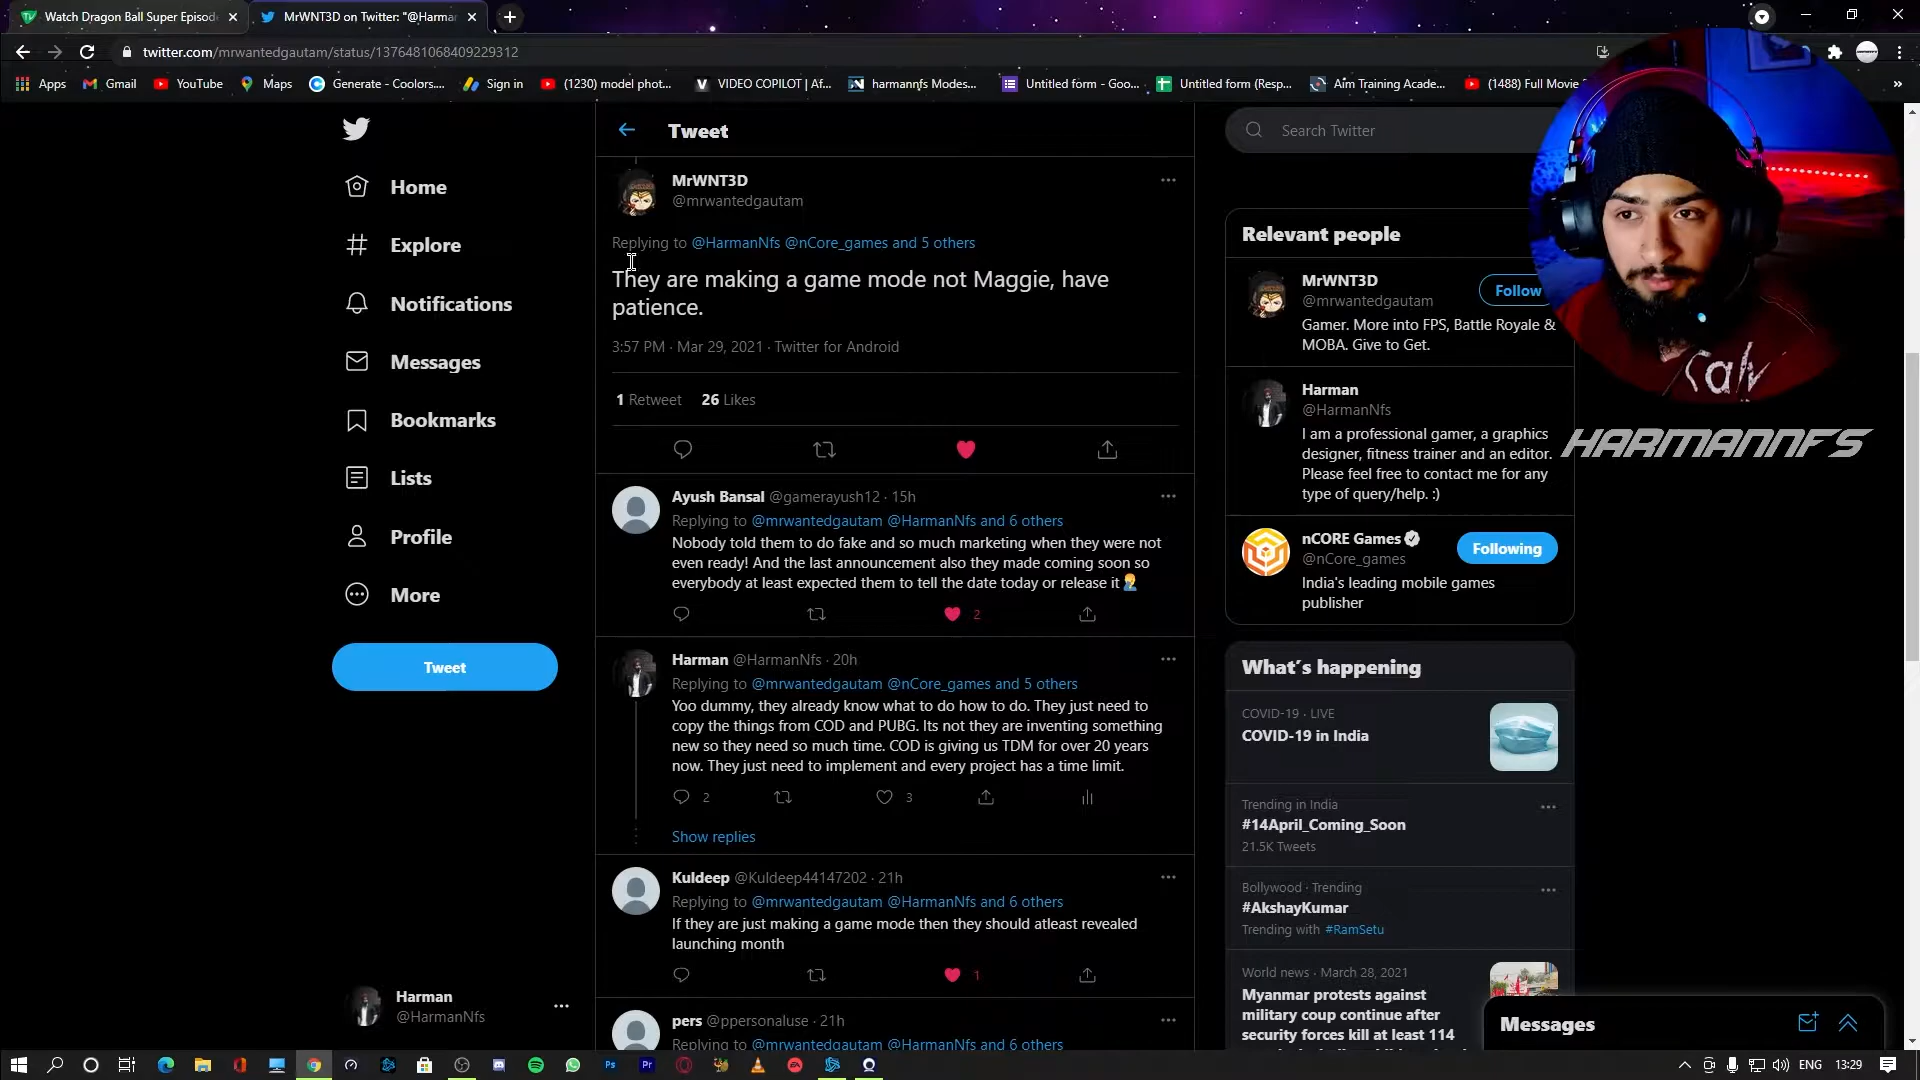 Watch Dragon Ball Super Episod
MrWNT3D on Twitter: "@Harman
twitter.com/mrwantedgautam/status/1376481068409229312
Apps
Gmail
YouTube
Maps
Generate - Coolors....
Sign in
(1230) model phot...
VIDEO COPILOT | Af...
harmannfs Modes...
Untitled form - Goo...
Untitled form (Resp...
Aim Training Acade...
(1488) Full Movie
»
Home
Explore
Notifications
Messages
Bookmarks
Lists
Profile
More
Tweet
Harman
@HarmanNfs
Tweet
MrWNT3D
@mrwantedgautam
Replying to @HarmanNfs @nCore_games and 5 others
They are making a game mode not Maggie, have
patience.
3:57 PM · Mar 29, 2021 · Twitter for Android
1 Retweet 26 Likes
Ayush Bansal @gamerayush12 · 15h
Replying to @mrwantedgautam @HarmanNfs and 6 others
Nobody told them to do fake and so much marketing when they were not
even ready! And the last announcement also they made coming soon so
everybody at least expected them to tell the date today or release it🤦‍♂️
2
Harman @HarmanNfs · 20h
Replying to @mrwantedgautam @nCore_games and 5 others
Yoo dummy, they already know what to do how to do. They just need to
copy the things from COD and PUBG. Its not they are inventing something
new so they need so much time. COD is giving us TDM for over 20 years
now. They just need to implement and every project has a time limit.
2 3
Show replies
Kuldeep @Kuldeep44147202 · 21h
Replying to @mrwantedgautam @HarmanNfs and 6 others
If they are just making a game mode then they should atleast revealed
launching month
1
pers @ppersonaluse · 21h
Replying to @mrwantedgautam @HarmanNfs and 6 others
Search Twitter
Relevant people
MrWNT3D
@mrwantedgautam
Follow
Gamer. More into FPS, Battle Royale &
MOBA. Give to Get.
Harman
@HarmanNfs
I am a professional gamer, a graphics
designer, fitness trainer and an editor.
Please feel free to contact me for any
type of query/help. :)
nCORE Games
@nCore_games
Following
India's leading mobile games
publisher
HARMANNFS
What's happening
COVID-19 · LIVE
COVID-19 in India
Trending in India
#14April_Coming_Soon
21.5K Tweets
Bollywood · Trending
#AkshayKumar
Trending with #RamSetu
World news · March 28, 2021
Myanmar protests against
military coup continue after
security forces kill at least 114
Messages
ENG 13:29